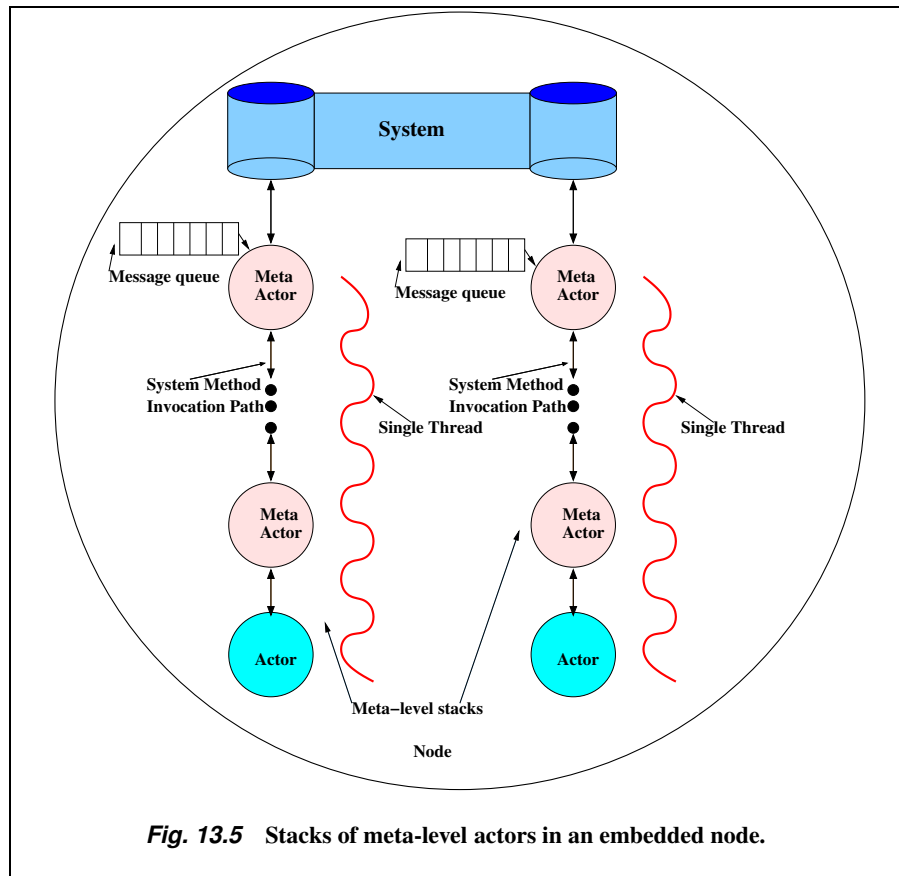 System
Message queue
Meta
Actor
Message queue
Meta
Actor
System Method
Invocation Path
Single Thread
System Method
Invocation Path
Single Thread
Meta
Actor
Meta
Actor
Actor
Actor
Meta−level stacks
Node
Fig. 13.5 Stacks of meta-level actors in an embedded node.